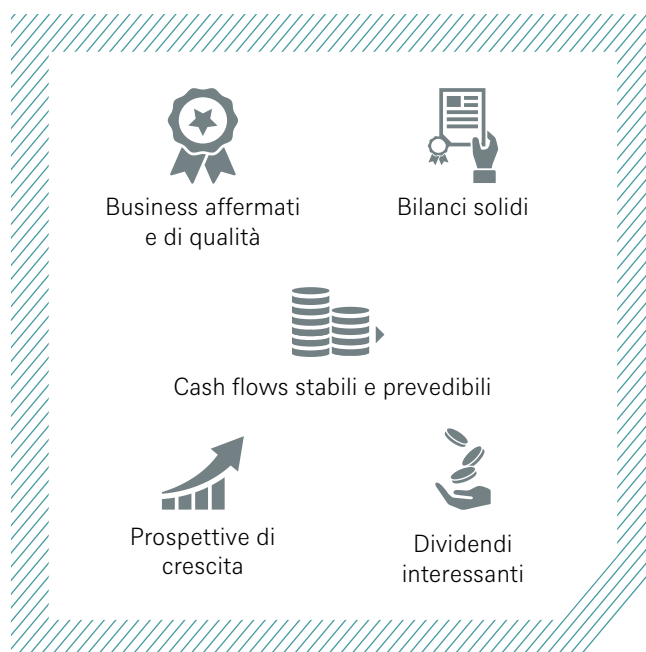 Business affermati
e di qualità
Bilanci solidi
Cash flows stabili e prevedibili
Prospettive di
crescita
Dividendi
interessanti